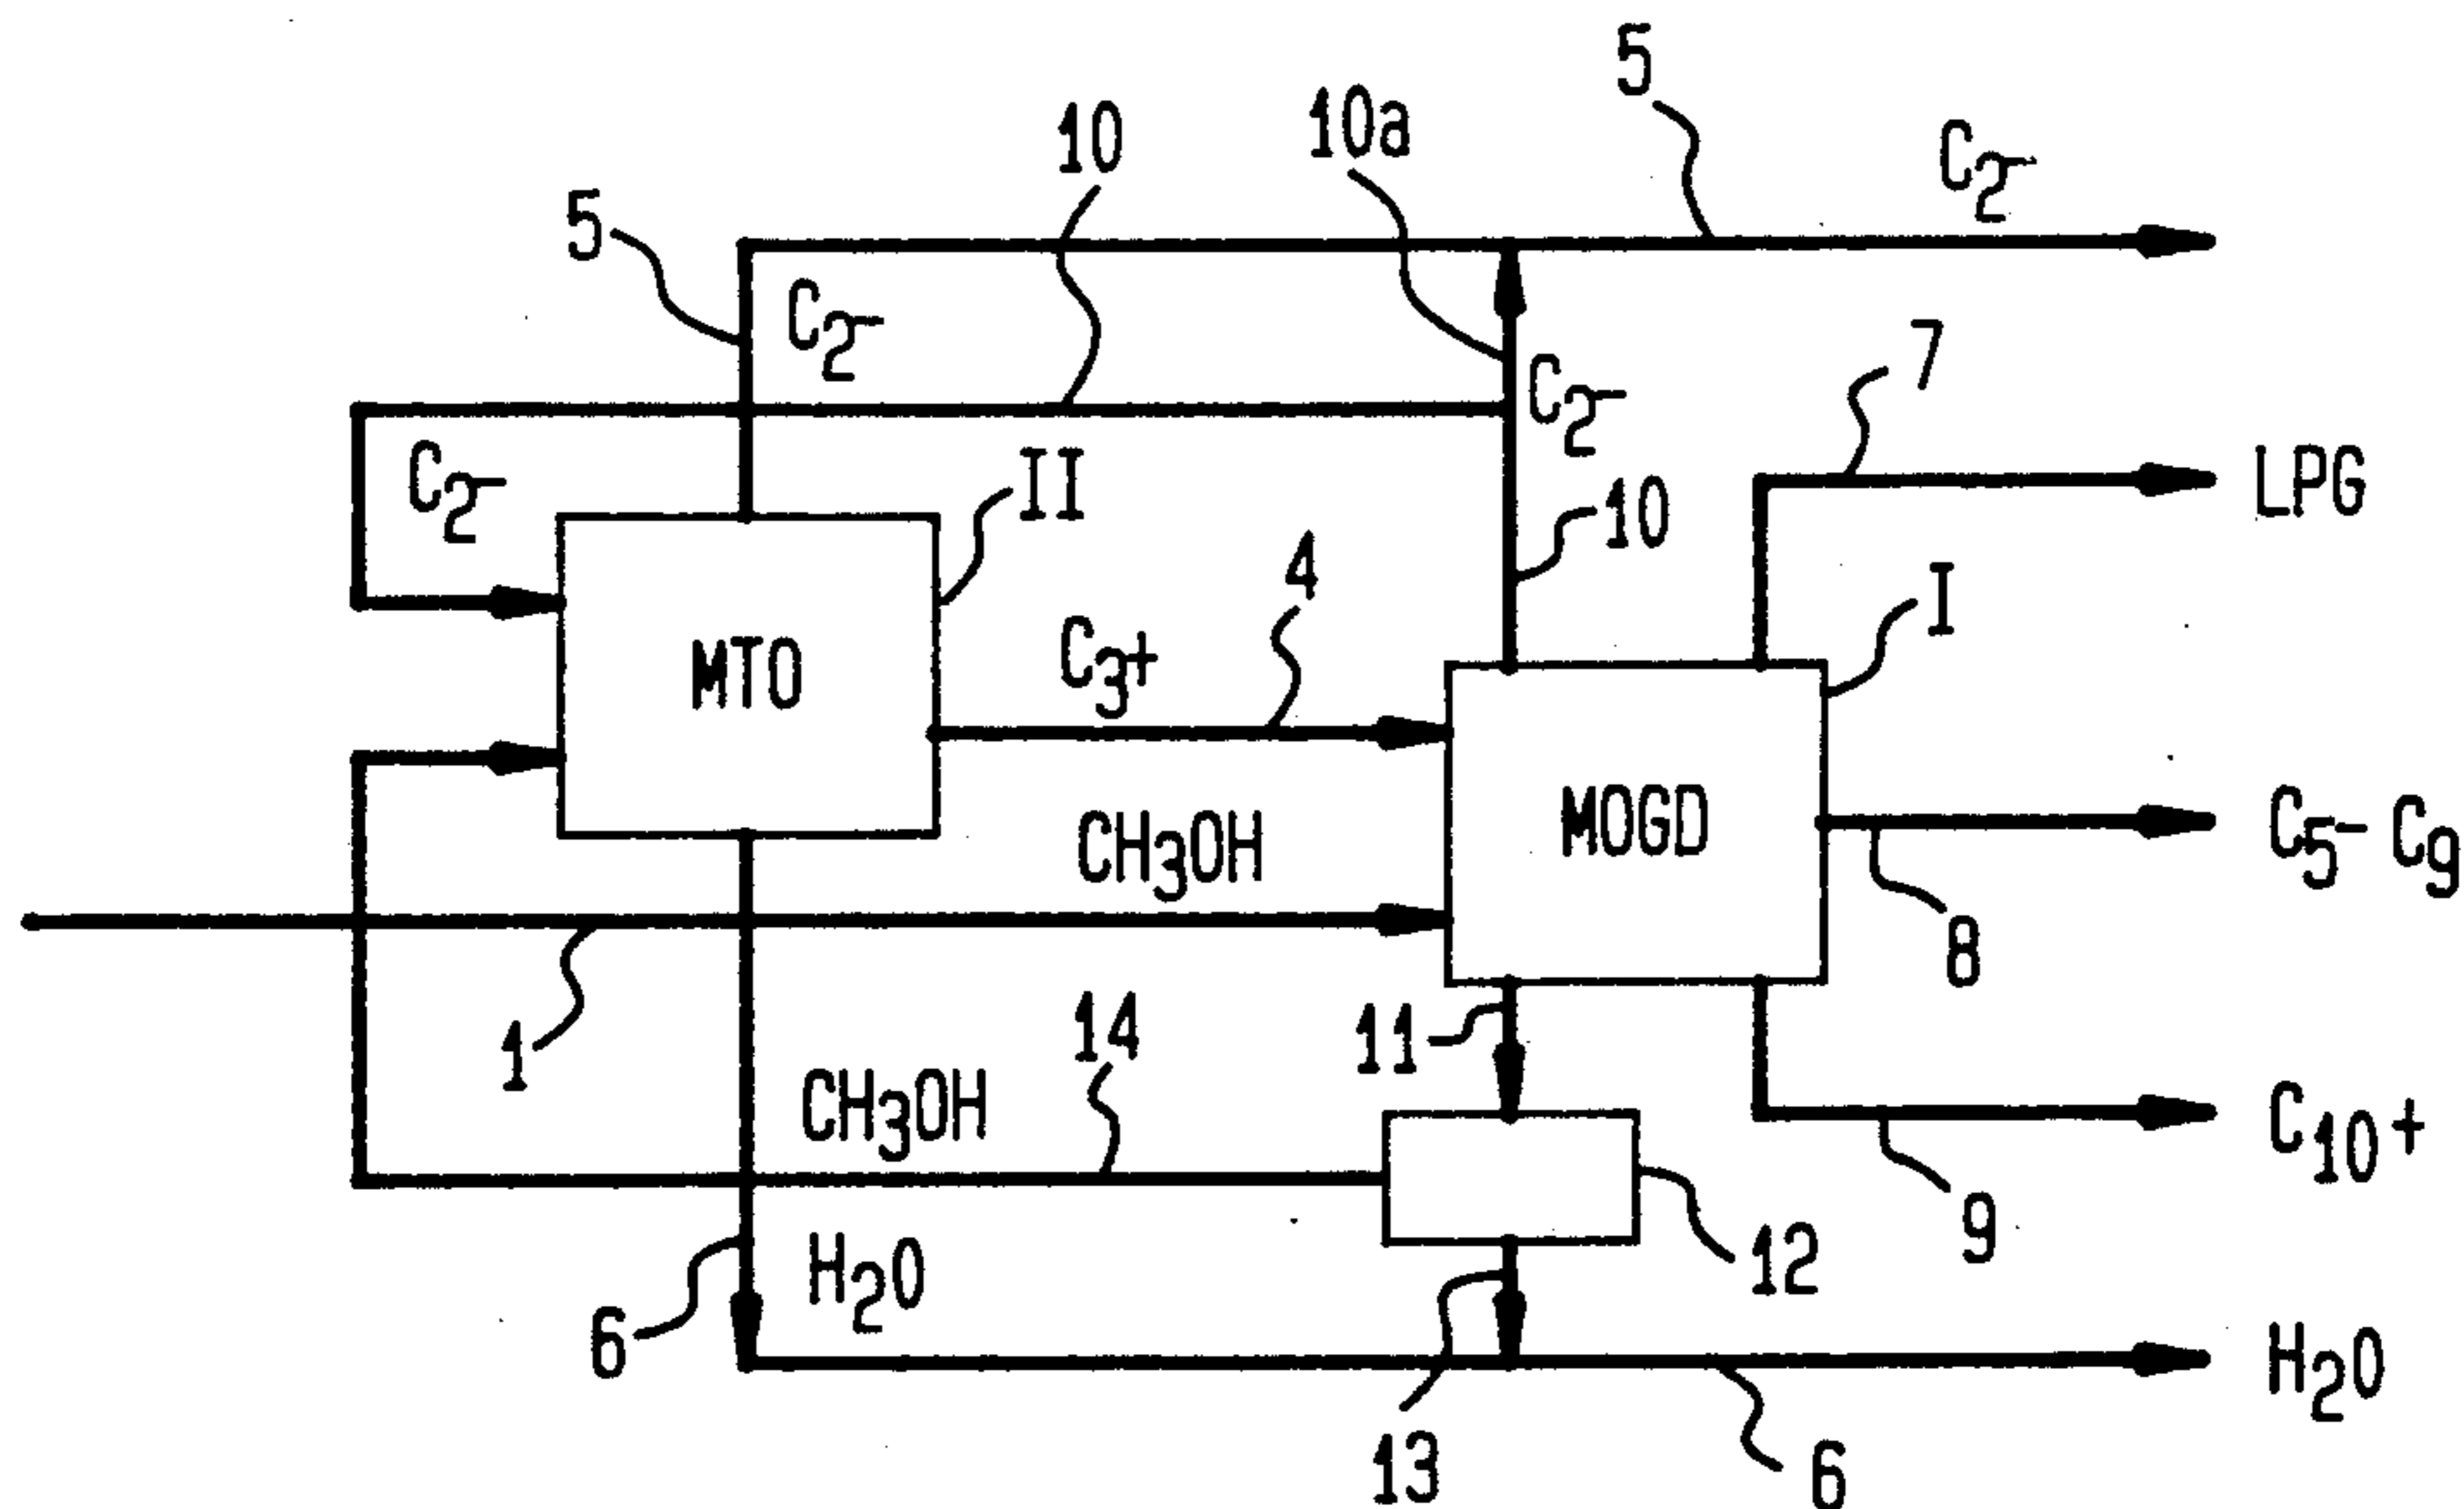 5
10
10a
5
C2-
C2-
7
C2-
C2-
II
10
LPG
4
I
C3+
MTO
MOGD
C5-C9
CH3OH
8
1
14
11
CH3OH
C10+
12
9
H2O
6
H2O
13
6